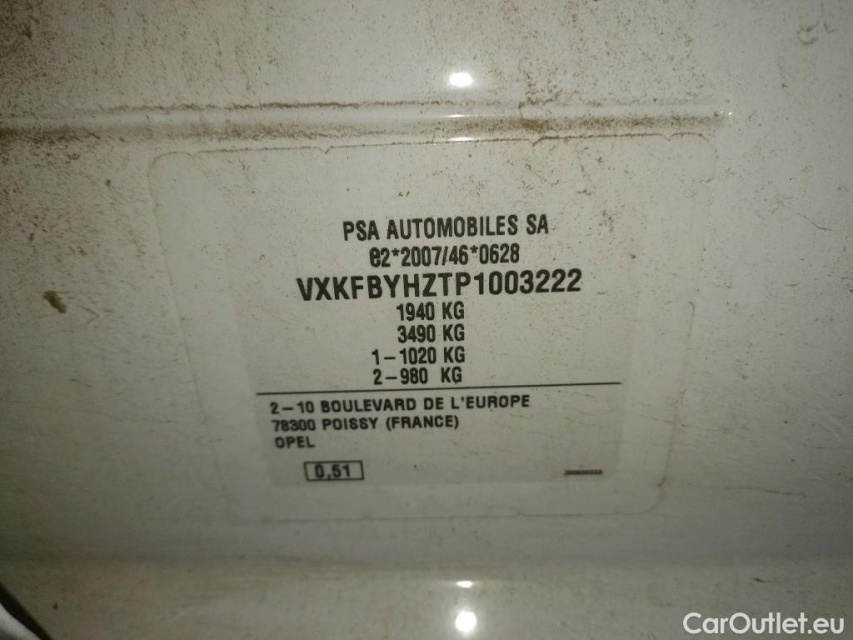 PSA AUTOMOBILES SA
e2*2007/46*0628
VXKFBYHZTP1003222
1940 KG
3490 KG
1-1020 KG
2-980 KG
2-10 BOULEVARD DE L'EUROPE
78300 POISSY (FRANCE)
OPEL
0,51
CarOutlet.eu